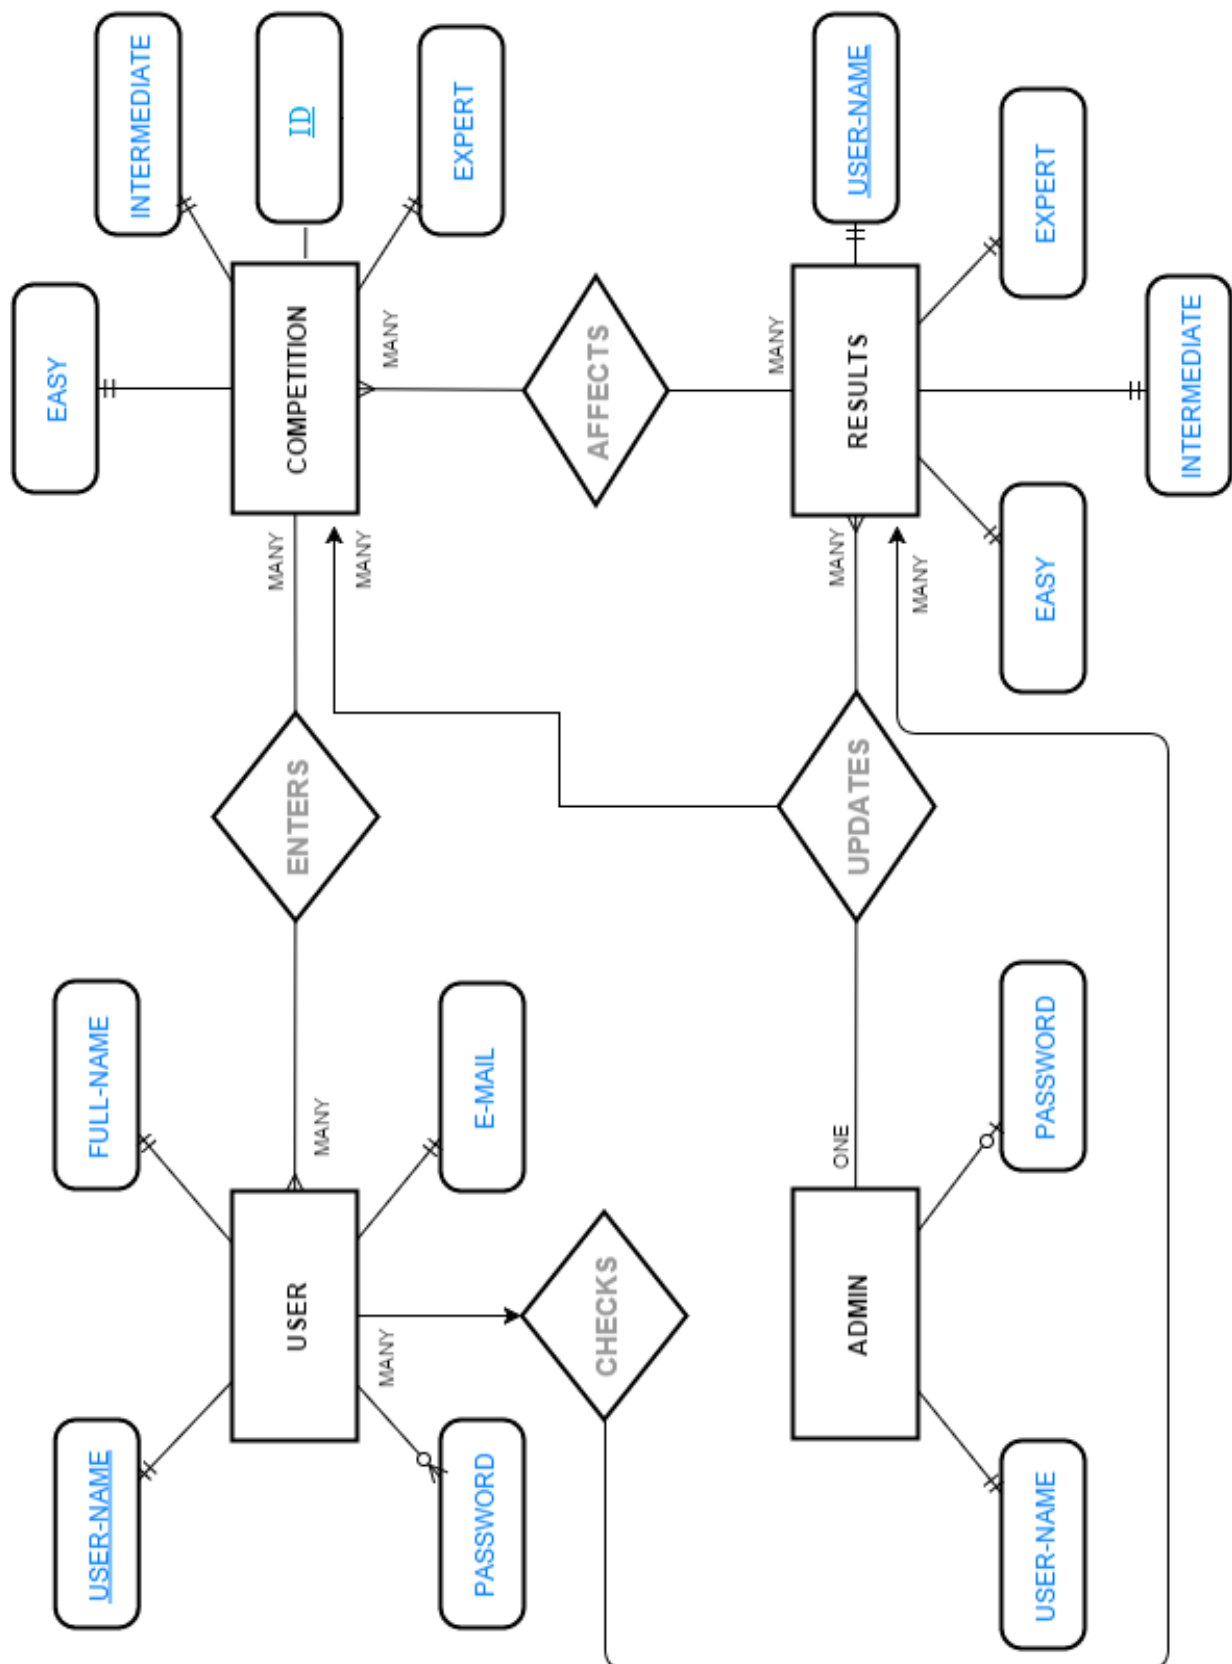 USER-NAME
FULL-NAME
EASY
INTERMEDIATE
ID
EXPERT
USER
MANY
ENTERS
MANY
COMPETITION
MANY
MANY
PASSWORD
E-MAIL
MANY
CHECKS
AFFECTS
MANY
ADMIN
ONE
UPDATES
MANY
RESULTS
USER-NAME
MANY
USER-NAME
PASSWORD
EASY
EXPERT
INTERMEDIATE